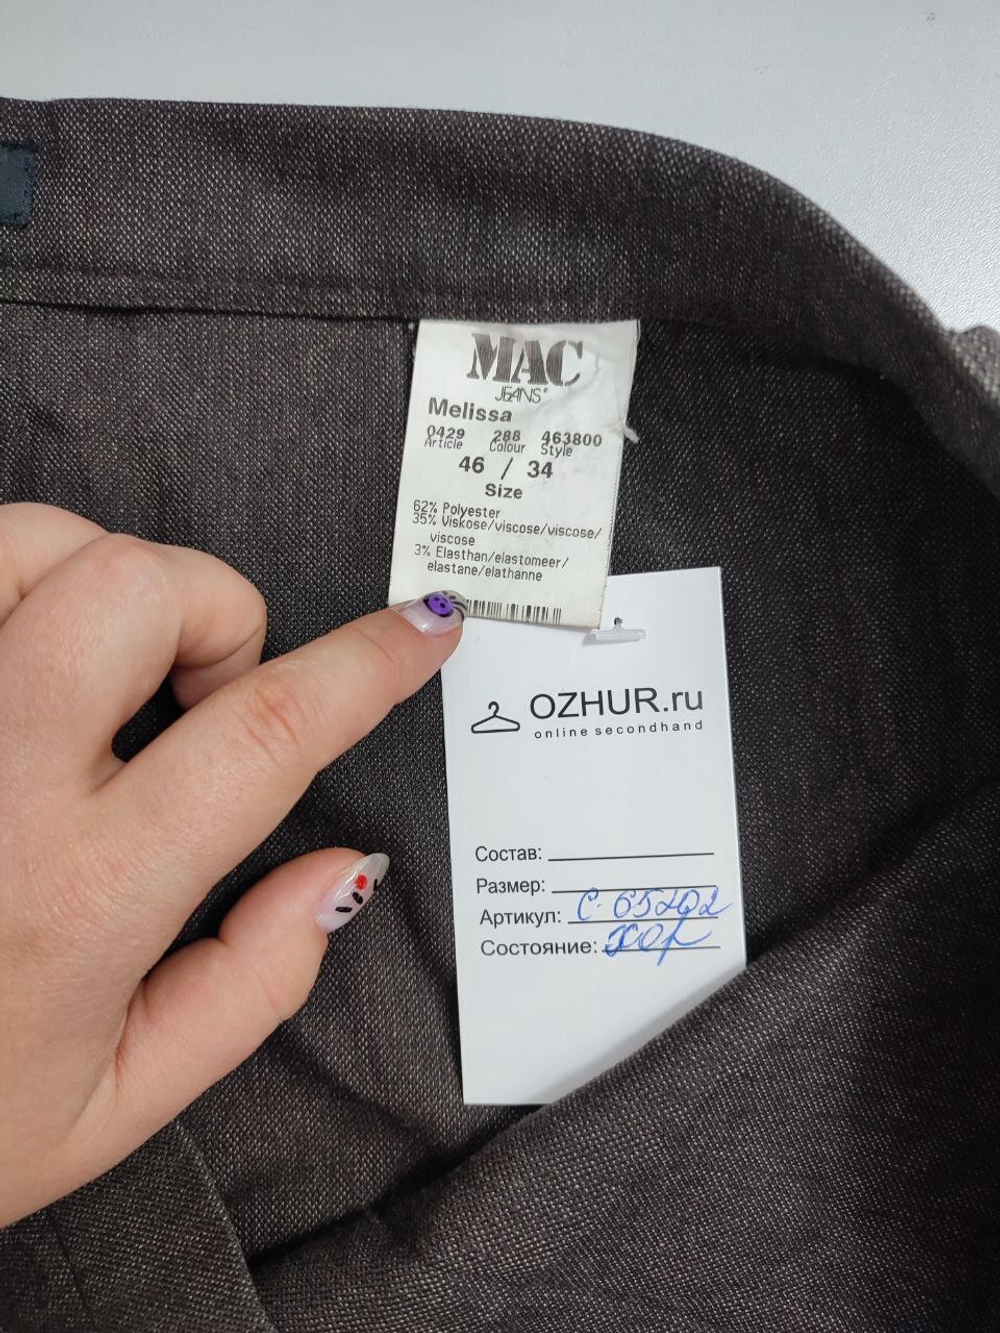 MAC
JEANS
Melissa
0429 288 463800
Article Colour Style
46 / 34
Size
62% Polyester
35% Viskose/viscose/viscose/
viscose
3% Elasthan/elastomeer/
elastane/elathanne
OZHUR.ru
online secondhand
Состав:
Размер:
Артикул: С-65202
Состояние: хор